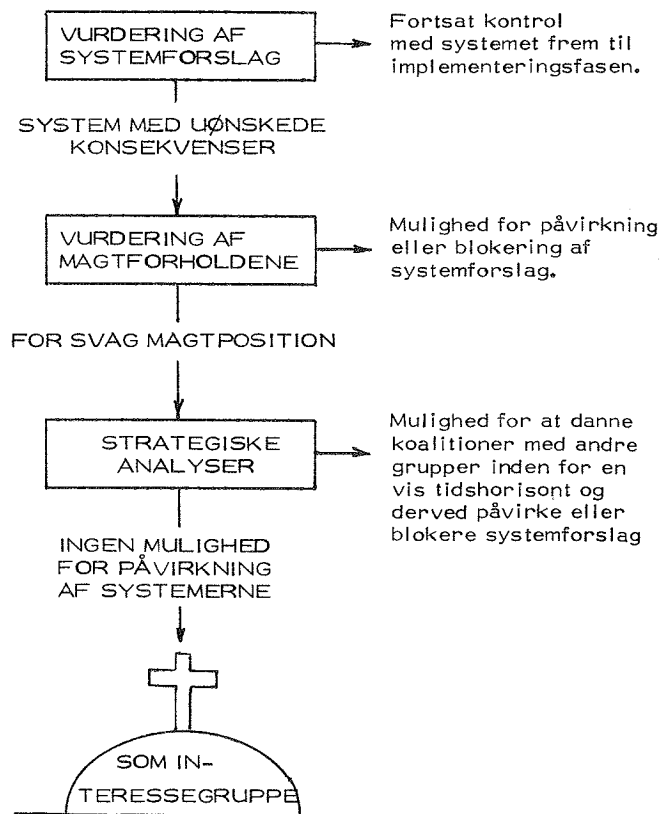 VURDERING AF
SYSTEMFORSLAG
Fortsat kontrol
med systemet frem til
implementeringsfasen.
SYSTEM MED UØNSKEDE
KONSEKVENSER
VURDERING AF
MAGTFORHOLDENE
Mulighed for påvirkning
eller blokering af
systemforslag.
FOR SVAG MAGTPOSITION
STRATEGISKE
ANALYSER
Mulighed for at danne
koalitioner med andre
grupper inden for en
vis tidshorisont og
derved påvirke eller
blokere systemforslag
INGEN MULIGHED
FOR PÅVIRKNING
AF SYSTEMERNE
SOM IN-
TERESSEGRUPPE